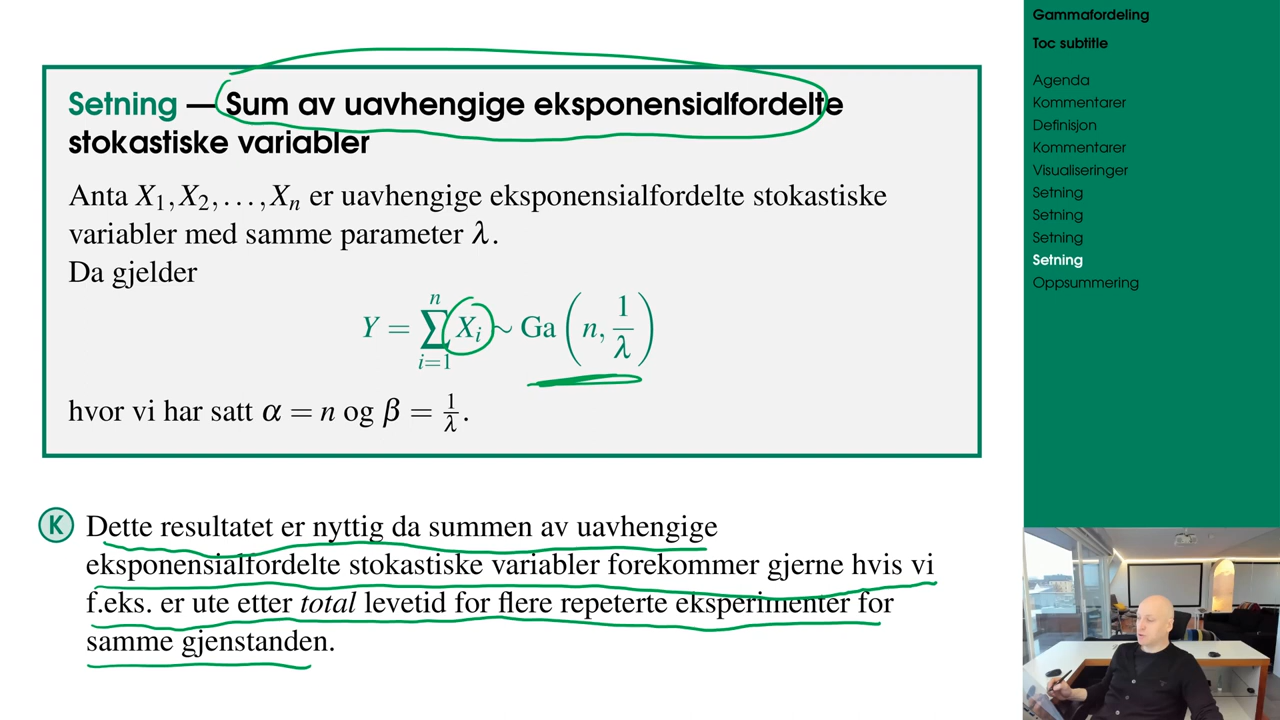 Setning — Sum av uavhengige eksponensialfordelte
stokastiske variabler
Anta X₁, X₂, . . . , Xₙ er uavhengige eksponensialfordelte stokastiske
variabler med samme parameter λ.
Da gjelder
Y = ∑ᵢ₌₁ⁿ Xᵢ ~ Ga (n, 1/λ)
hvor vi har satt α = n og β = 1/λ.
K Dette resultatet er nyttig da summen av uavhengige
eksponensialfordelte stokastiske variabler forekommer gjerne hvis vi
f.eks. er ute etter total levetid for flere repeterte eksperimenter for
samme gjenstanden.
Gammafordeling
Toc subtitle
Agenda
Kommentarer
Definisjon
Kommentarer
Visualiseringer
Setning
Setning
Setning
Setning
Oppsummering